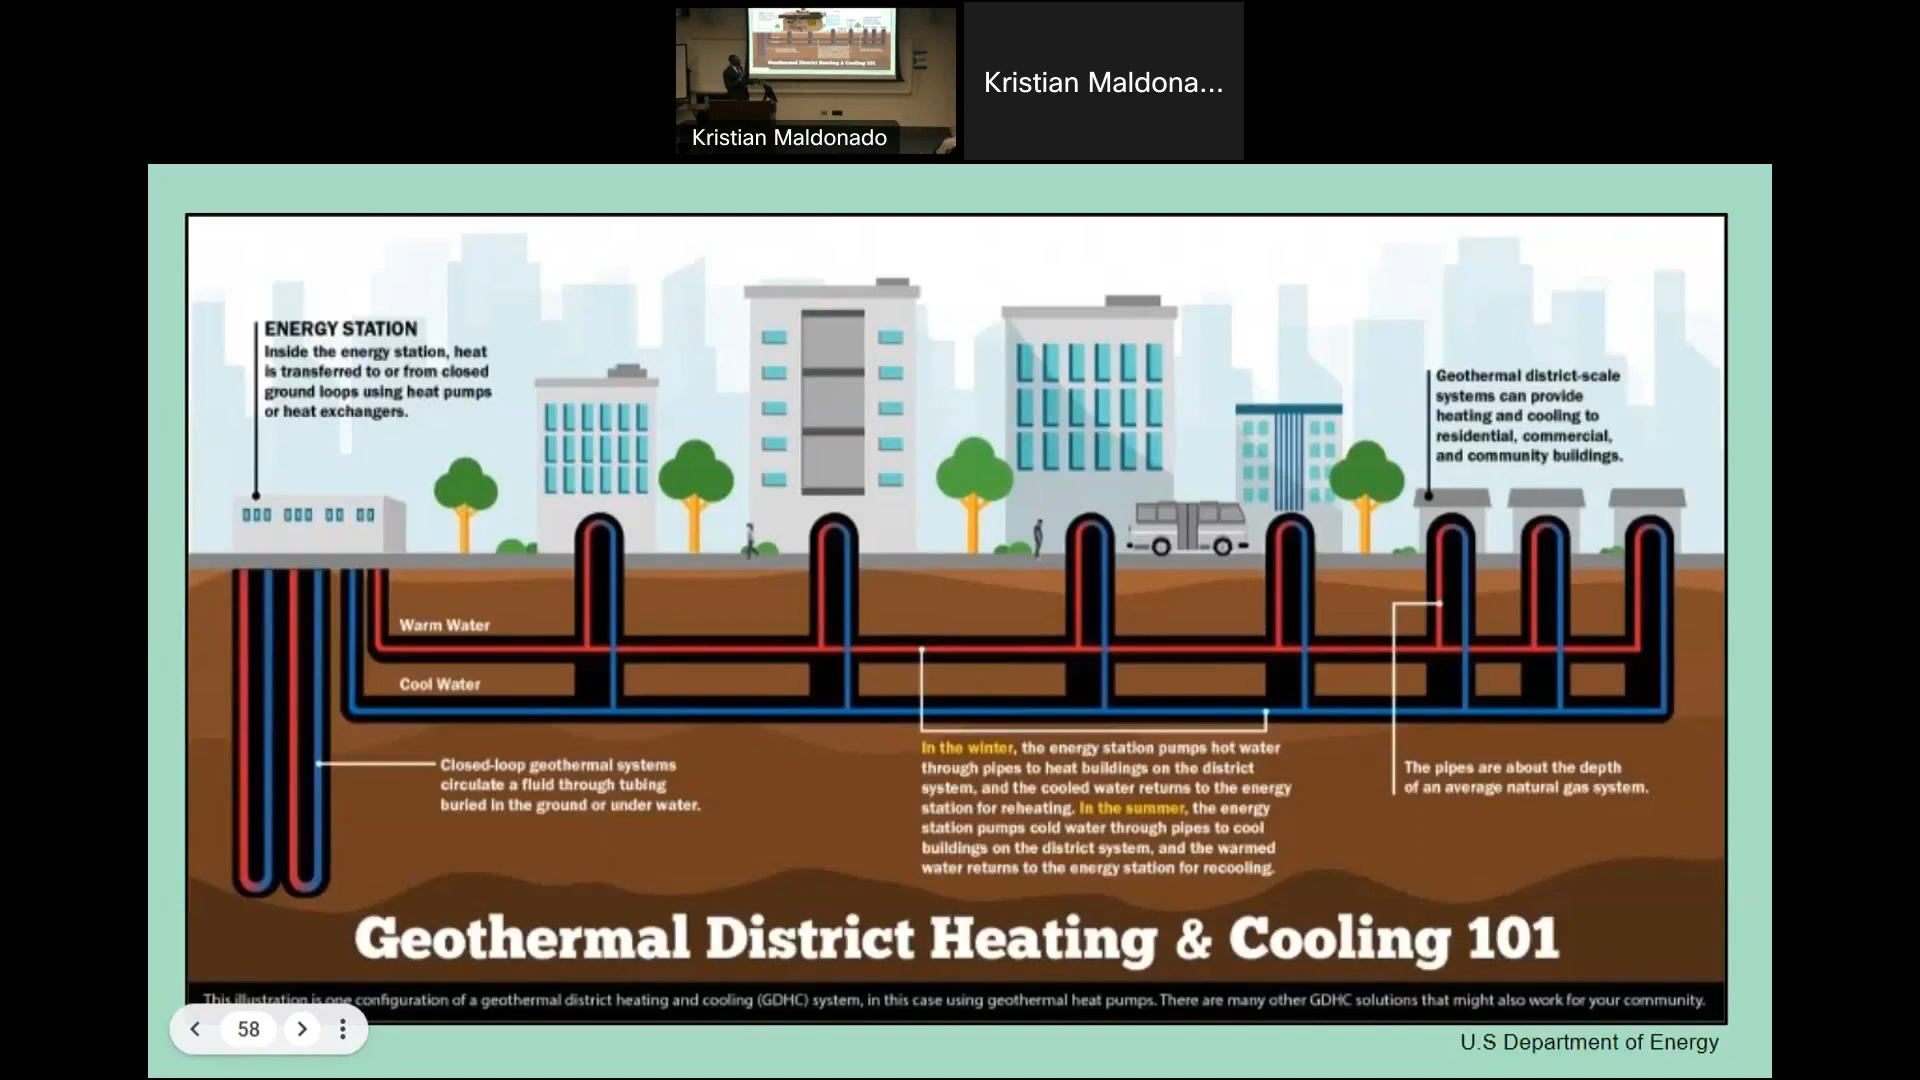 Geothermal District Heating & Cooling 101
Kristian Maldonado
Kristian Maldona...
ENERGY STATION
Inside the energy station, heat
is transferred to or from closed
ground loops using heat pumps
or heat exchangers.
Geothermal district-scale
systems can provide
heating and cooling to
residential, commercial,
and community buildings.
Warm Water
Cool Water
Closed-loop geothermal systems
circulate a fluid through tubing
buried in the ground or under water.
In the winter, the energy station pumps hot water
through pipes to heat buildings on the district
system, and the cooled water returns to the energy
station for reheating. In the summer, the energy
station pumps cold water through pipes to cool
buildings on the district system, and the warmed
water returns to the energy station for recooling.
The pipes are about the depth
of an average natural gas system.
Geothermal District Heating & Cooling 101
This illustration is one configuration of a geothermal district heating and cooling (GDHC) system, in this case using geothermal heat pumps. There are many other GDHC solutions that might also work for your community.
58
U.S Department of Energy